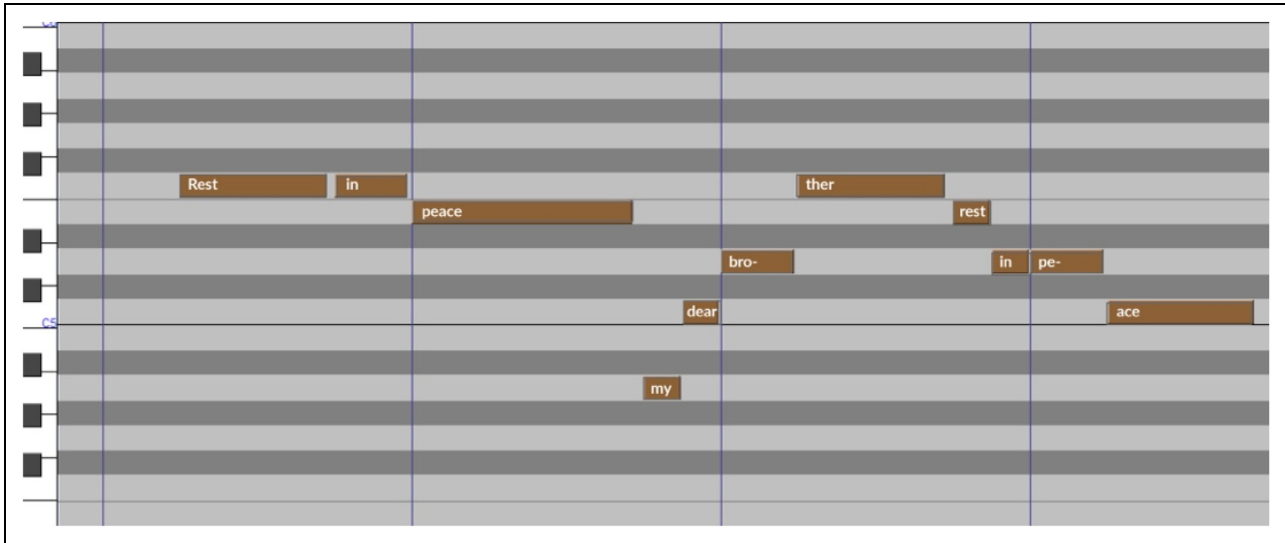 Rest in
peace
my
dear
bro-
ther
rest
in
pe-
ace
C5